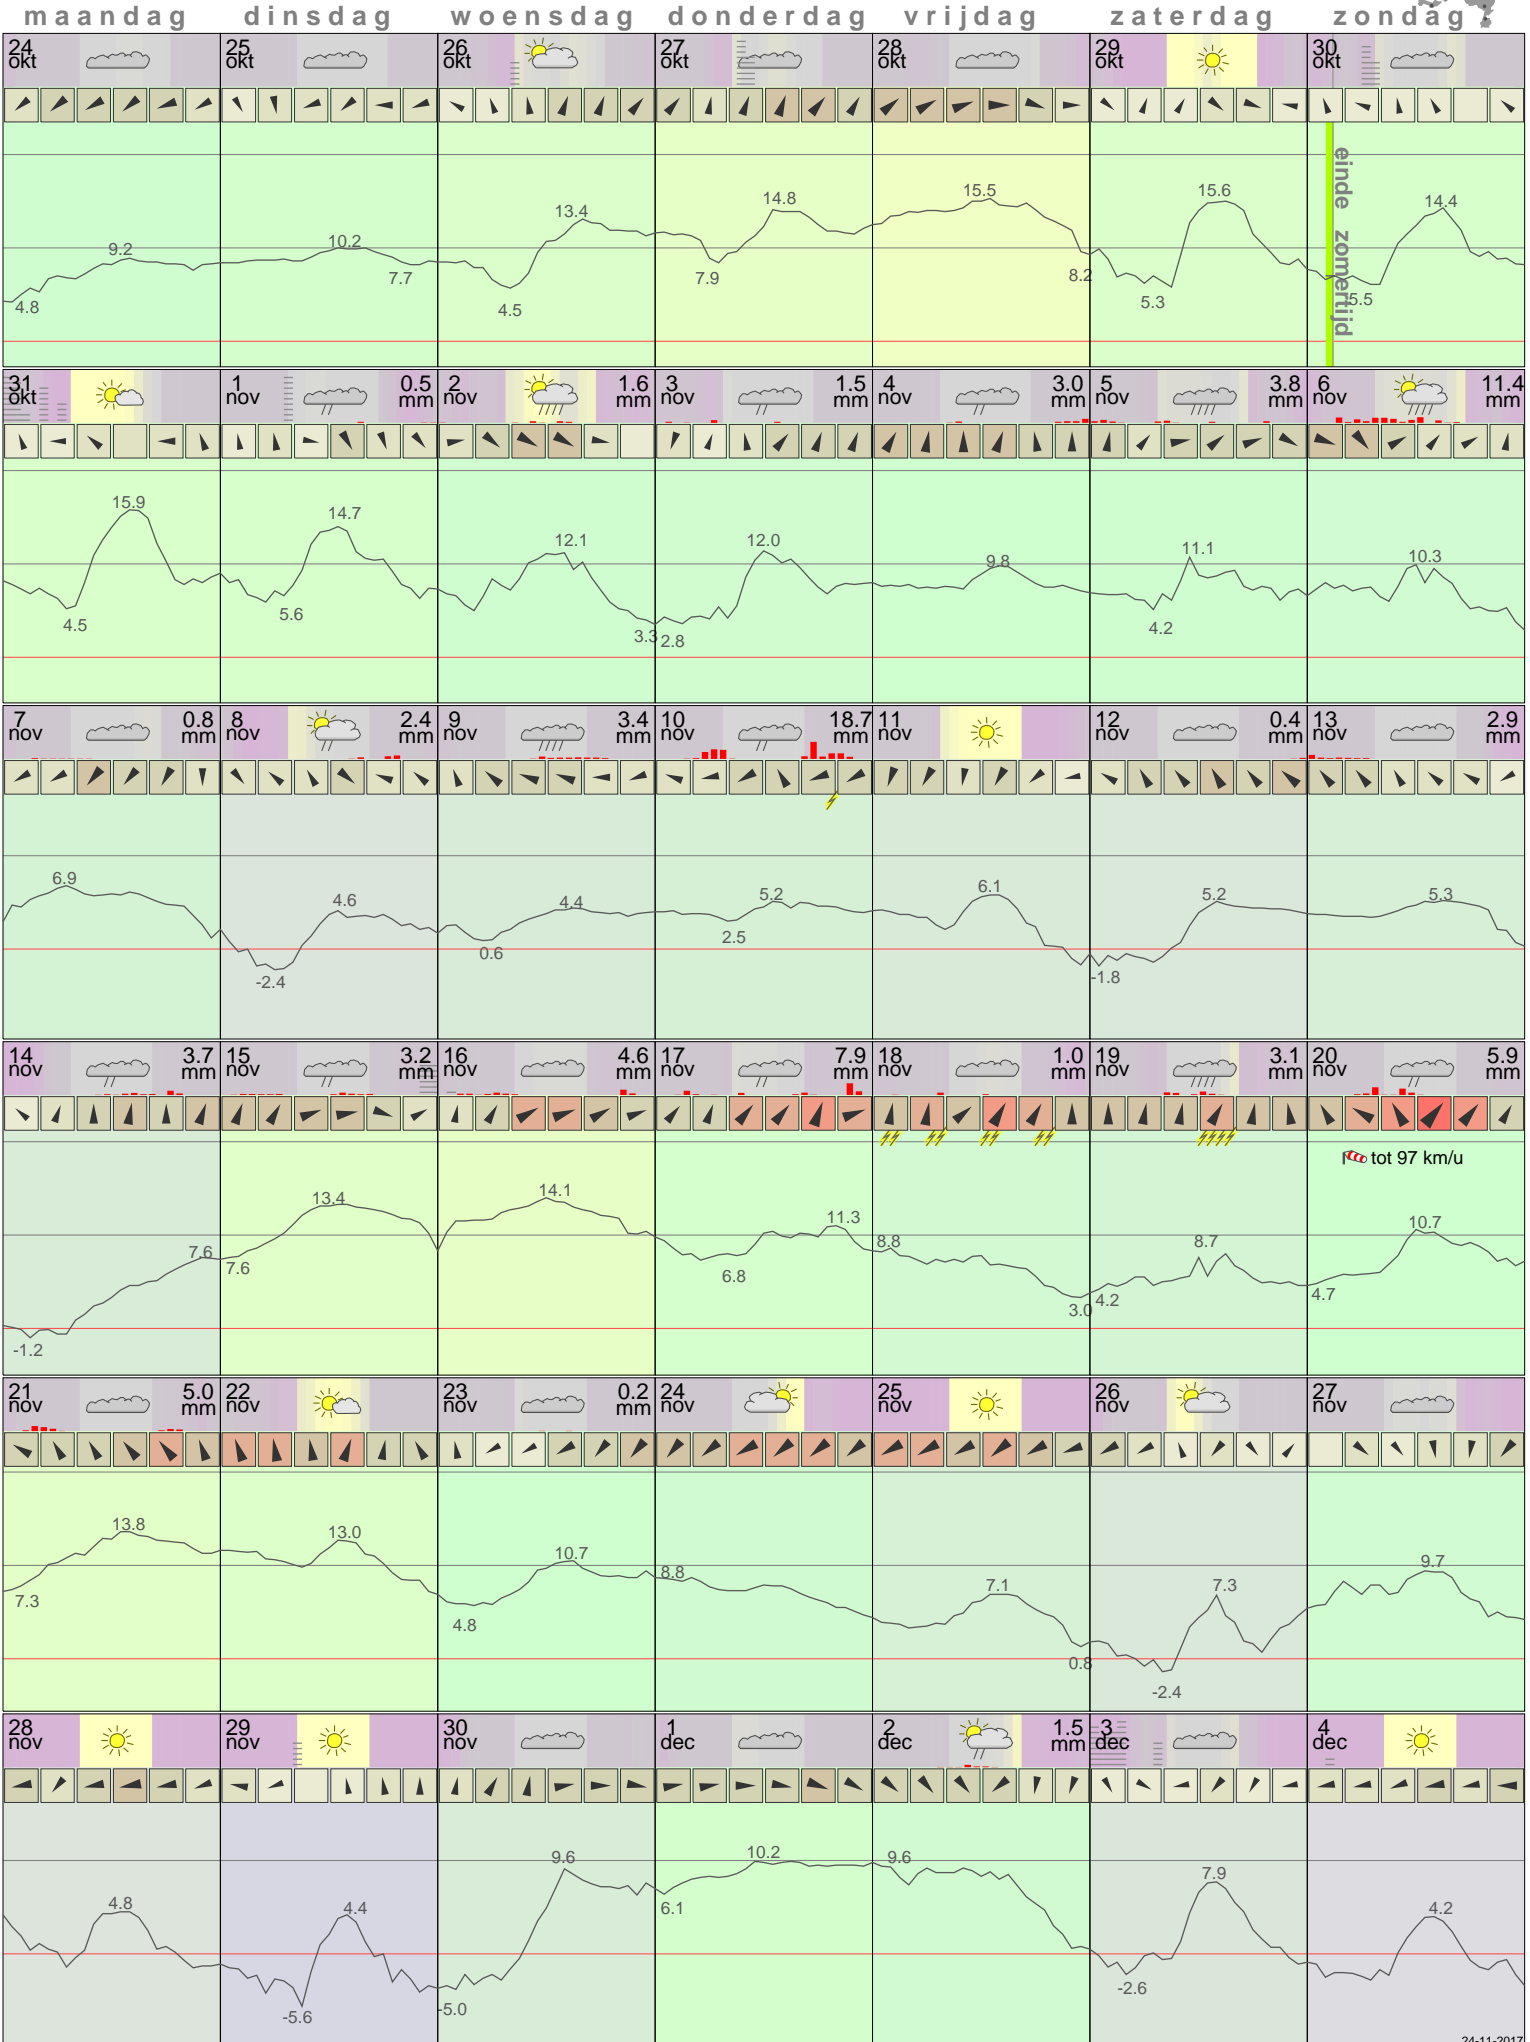 maandag dinsdag woensdag donderdag vrijdag zaterdag zondag
24 25 26 27 28 29 30
okt okt okt okt okt okt okt
einde zomertijd
9.2 10.2 13.4 14.8 15.5 15.6 14.4
4.8 7.7 4.5 7.9 8.2 5.3 5.5
31 1 0.5 2 1.6 3 1.5 4 3.0 5 3.8 6 11.4
okt nov mm nov mm nov mm nov mm nov mm nov mm
15.9 14.7 12.1 12.0 9.8 11.1 10.3
4.5 5.6 3.3 2.8 4.2
7 0.8 8 2.4 9 3.4 10 18.7 11 12 0.4 13 2.9
nov mm nov mm nov mm nov mm nov nov mm nov mm
6.9 4.6 4.4 5.2 6.1 5.2 5.3
-2.4 0.6 2.5 -1.8
14 3.7 15 3.2 16 4.6 17 7.9 18 1.0 19 3.1 20 5.9
nov mm nov mm nov mm nov mm nov mm nov mm nov mm
tot 97 km/u
7.6 13.4 14.1 11.3 8.8 8.7 10.7
-1.2 7.6 6.8 3.0 4.2 4.7
21 5.0 22 23 0.2 24 25 26 27
nov mm nov nov mm nov nov nov nov
13.8 13.0 10.7 8.8 7.1 7.3 9.7
7.3 4.8 0.8 -2.4
28 29 30 1 2 1.5 3 4
nov nov nov dec dec mm dec dec
4.8 4.4 9.6 10.2 9.6 7.9 4.2
-5.6 -5.0 6.1 -2.6
24-11-2017